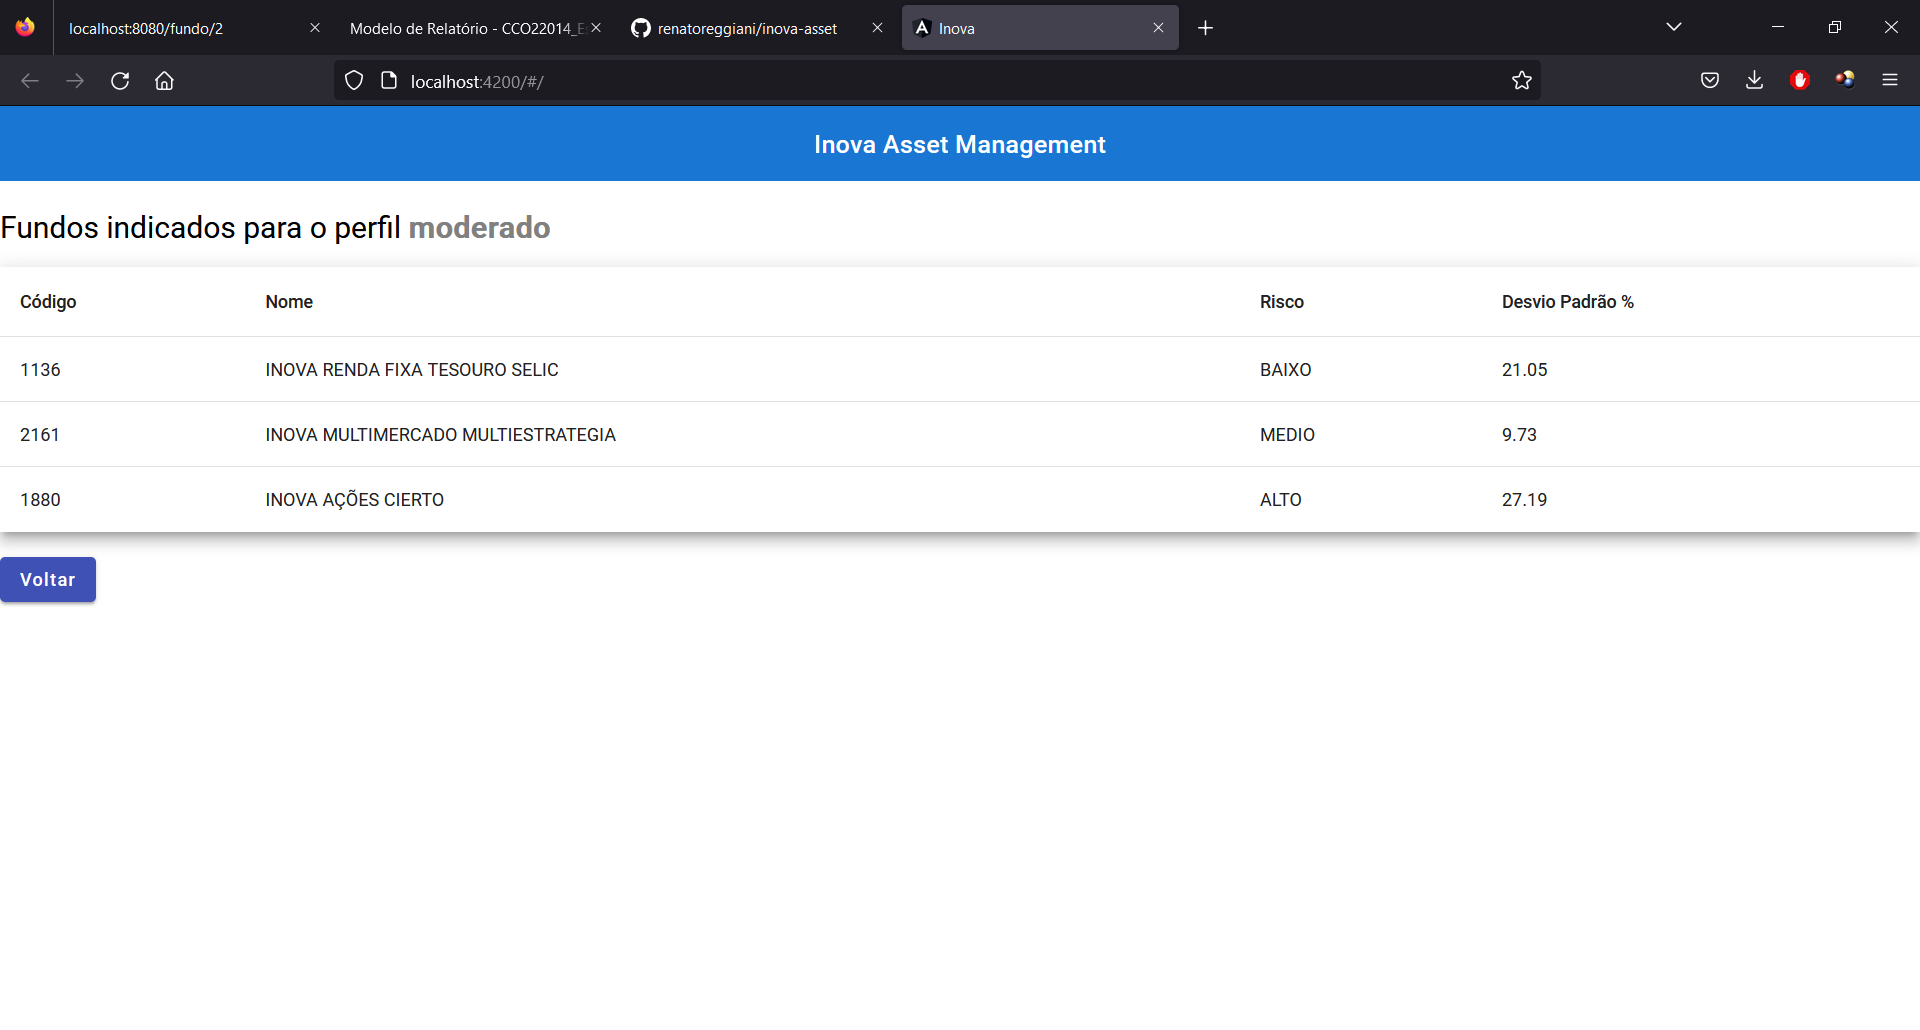 localhost:8080/fundo/2
Modelo de Relatório - CCO22014_
renatoreggiani/inova-asset
Inova
localhost:4200/#/
Inova Asset Management
Fundos indicados para o perfil moderado
Código Nome Risco Desvio Padrão %
1136 INOVA RENDA FIXA TESOURO SELIC BAIXO 21.05
2161 INOVA MULTIMERCADO MULTIESTRATEGIA MEDIO 9.73
1880 INOVA AÇÕES CIERTO ALTO 27.19
Voltar